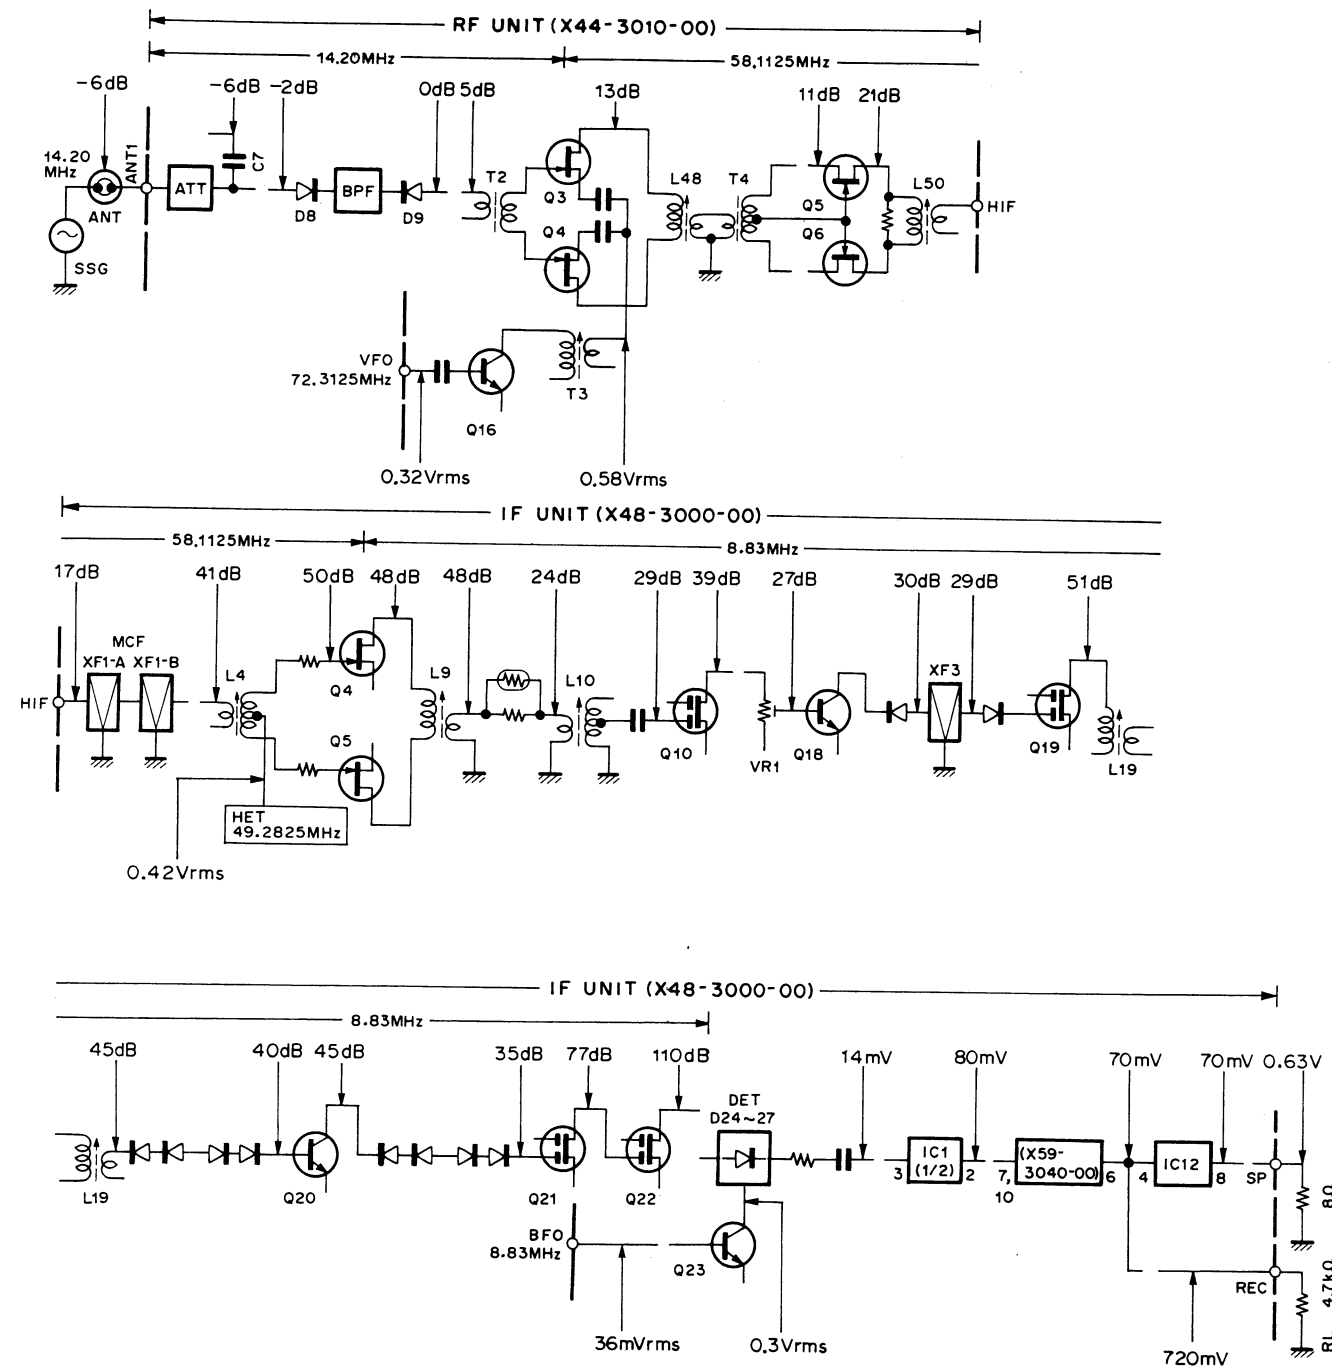 RF UNIT (X44-3010-00)
14.20MHz
58.1125MHz
-6dB
-6dB -2dB
0dB 5dB
13dB
11dB 21dB
14.20
MHz
ANT1
ATT
C7
BPF
D8
D9
ANT
SSG
T2
Q3
Q4
L48
T4
Q5
Q6
L50
HIF
VFO
72.3125MHz
Q16
T3
0.32Vrms
0.58Vrms
IF UNIT (X48-3000-00)
58.1125MHz
8.83MHz
17dB
41dB
50dB
48dB
48dB
24dB
29dB 39dB
27dB
30dB 29dB
51dB
MCF
XF1-A XF1-B
HIF
L4
Q4
Q5
L9
L10
Q10
VR1
Q18
XF3
Q19
L19
HET
49.2825MHz
0.42Vrms
IF UNIT (X48-3000-00)
8.83MHz
45dB
40dB 45dB
35dB
77dB
110dB
14mV
80mV
70mV
70mV 0.63V
DET
D24~27
L19
Q20
Q21
Q22
IC1
(1/2)
3
2
7,
10
(X59-
3040-00)
6
4
IC12
8
SP
8Ω
BFO
8.83MHz
Q23
REC
RL 4.7kΩ
36mVrms
0.3Vrms
720mV